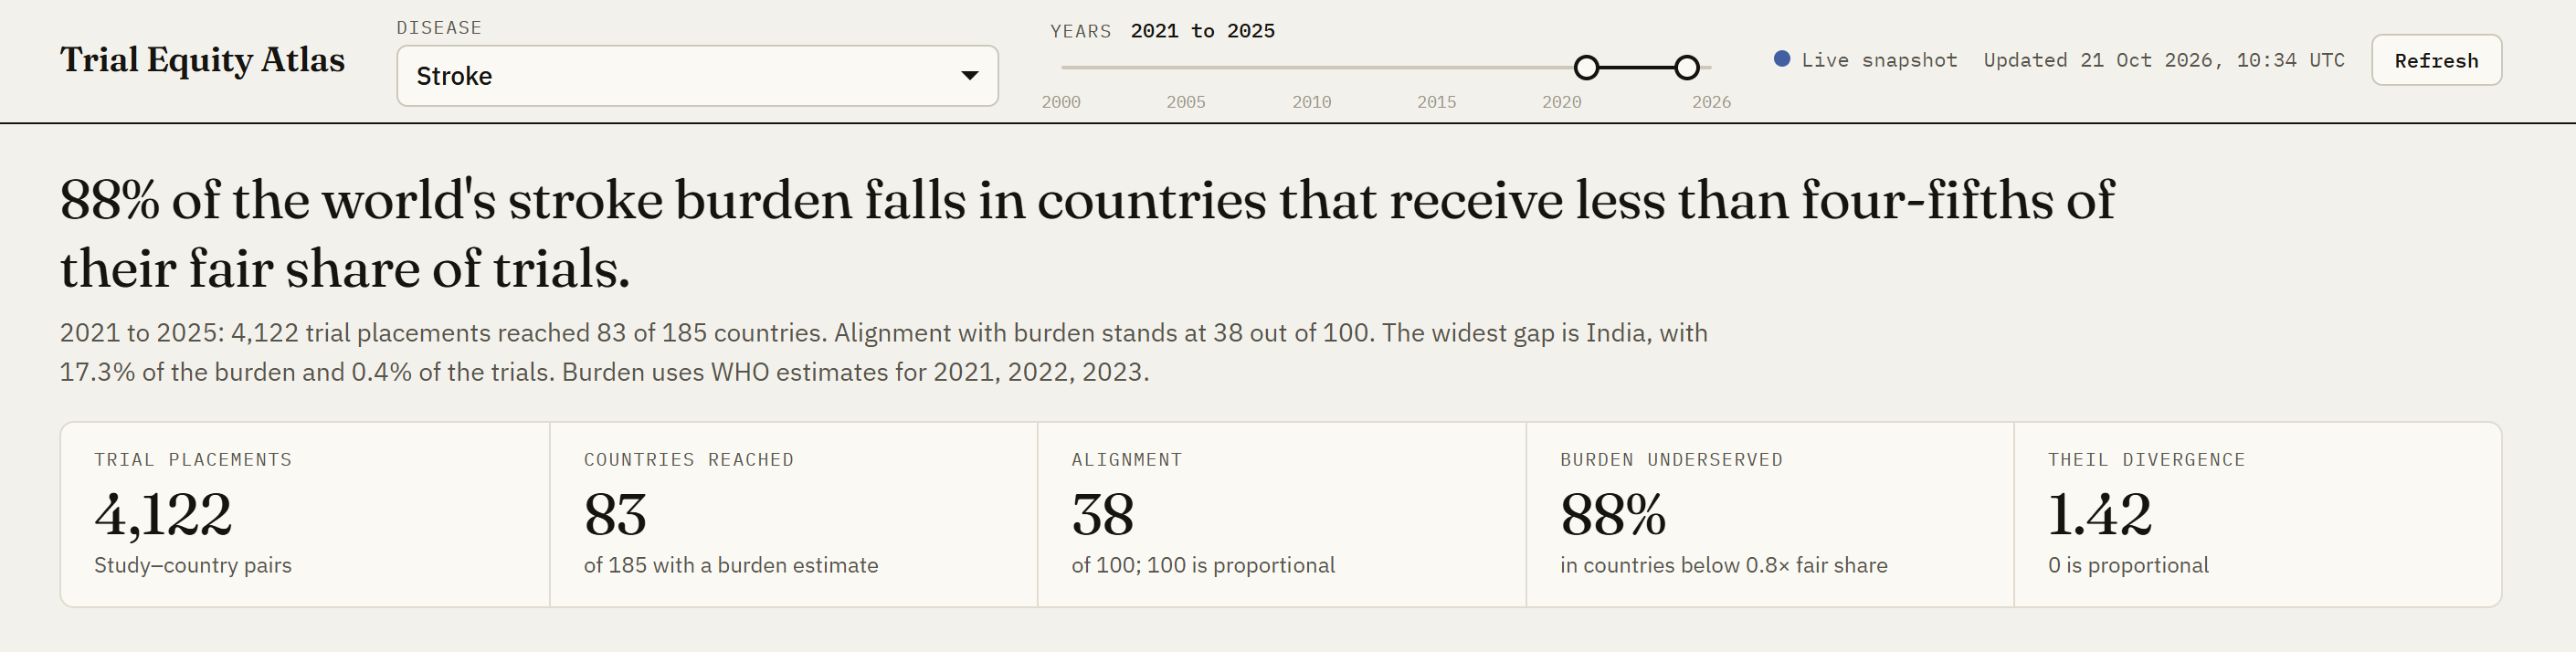 Trial Equity Atlas
DISEASE
Stroke
YEARS 2021 to 2025
2000 2005 2010 2015 2020 2026
Live snapshot Updated 21 Oct 2026, 10:34 UTC
Refresh
88% of the world's stroke burden falls in countries that receive less than four-fifths of
their fair share of trials.
2021 to 2025: 4,122 trial placements reached 83 of 185 countries. Alignment with burden stands at 38 out of 100. The widest gap is India, with
17.3% of the burden and 0.4% of the trials. Burden uses WHO estimates for 2021, 2022, 2023.
TRIAL PLACEMENTS
4,122
Study–country pairs
COUNTRIES REACHED
83
of 185 with a burden estimate
ALIGNMENT
38
of 100; 100 is proportional
BURDEN UNDERSERVED
88%
in countries below 0.8× fair share
THEIL DIVERGENCE
1.42
0 is proportional